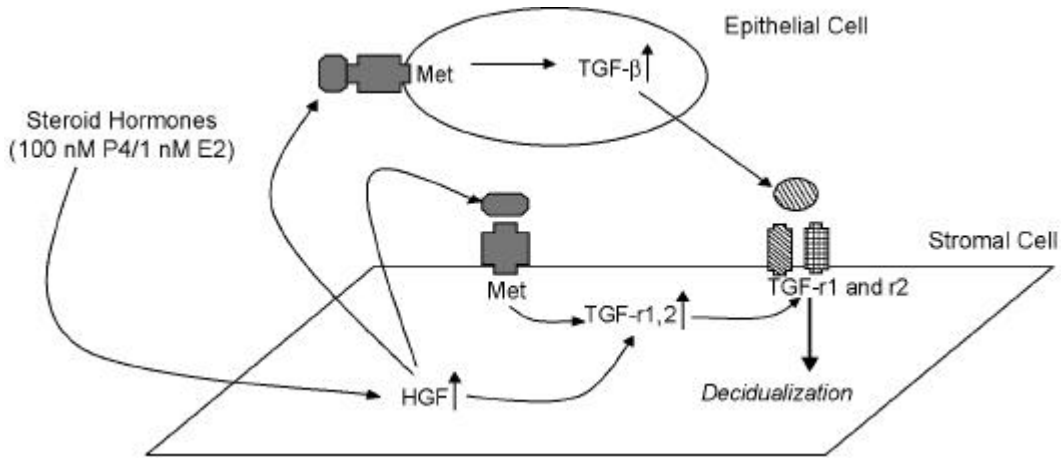 Epithelial Cell
Met
TGF-β
Steroid Hormones
(100 nM P4/1 nM E2)
Stromal Cell
Met
TGF-r1,2
TGF-r1 and r2
HGF
Decidualization